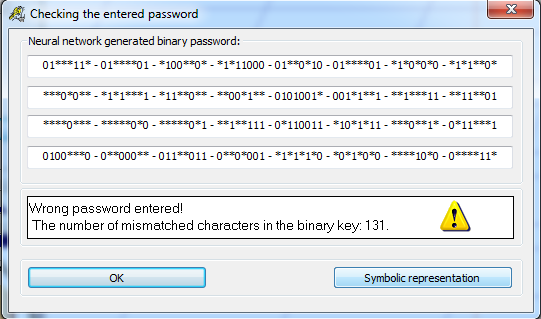 Checking the entered password
Neural network generated binary password:
01***11* - 01****01 - *100**0* - *1*11000 - 01**0*10 - 01****01 - *1*0*0*0 - *1*1**0*
***0*0** - *1*1***1 - *11**0** - **00*1** - 0101001* - 001*1**1 - **1***11 - **11**01
****0*** - *****0*0 - *****0*1 - **1**111 - 0*110011 - *10*1*11 - ***0**1* - 0*11***1
0100***0 - 0**000** - 011**011 - 0**0*001 - *1*1*1*0 - *0*1*0*0 - ****10*0 - 0****11*
Wrong password entered!
The number of mismatched characters in the binary key: 131.
OK
Symbolic representation